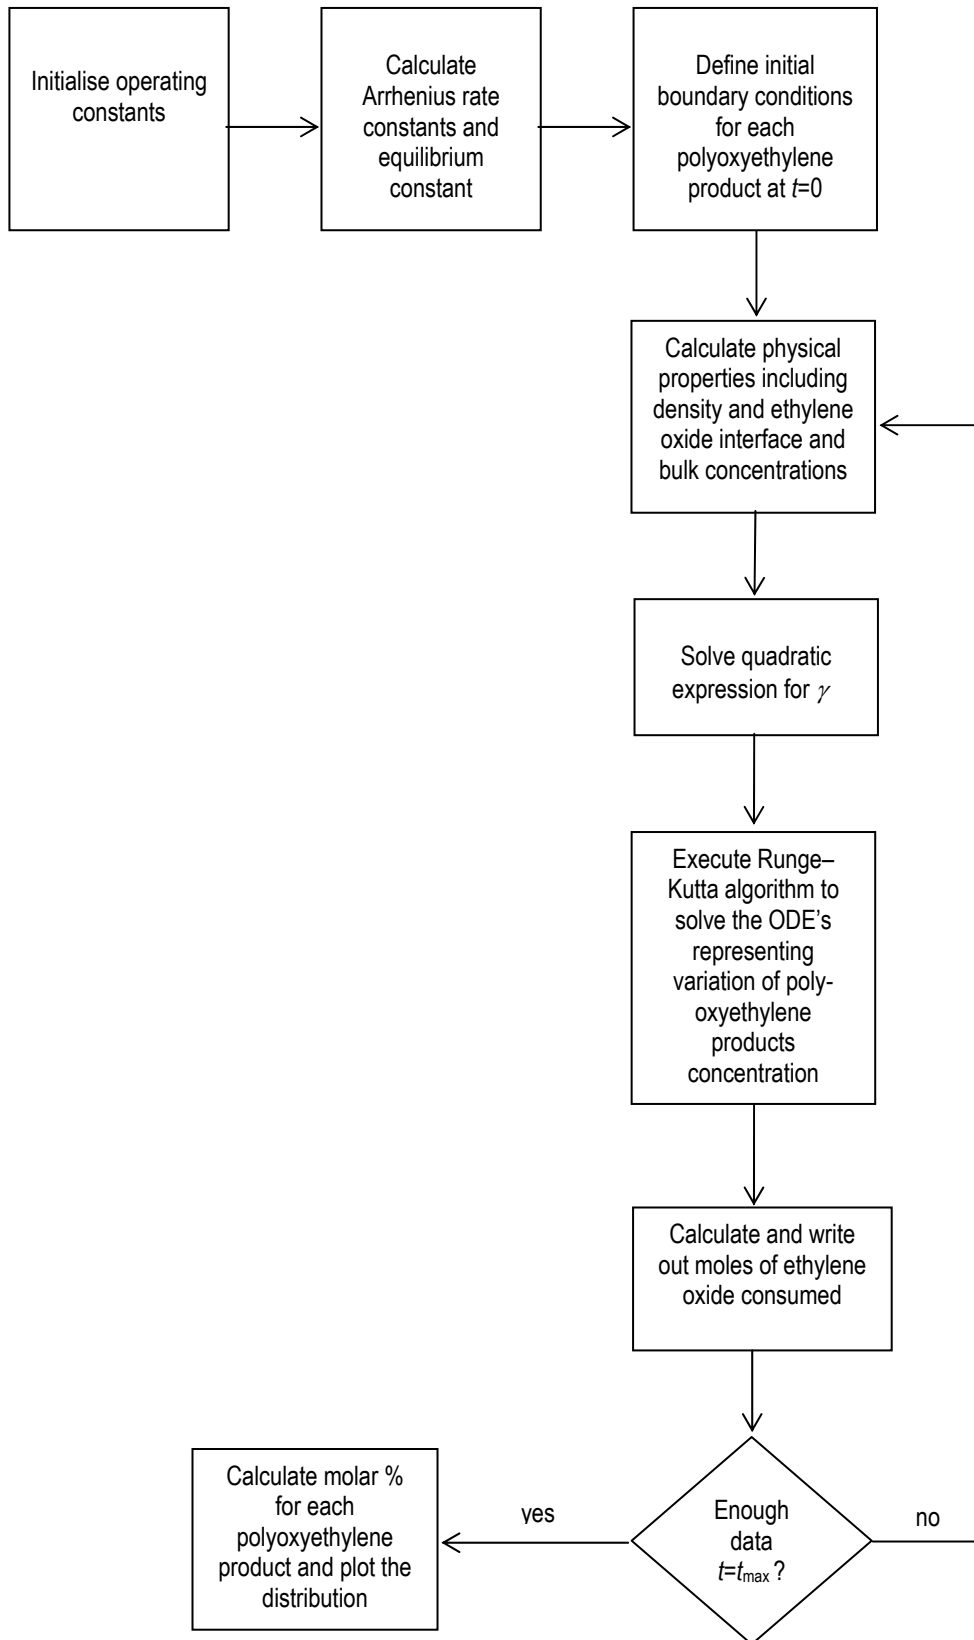 Initialise operating
constants
Calculate
Arrhenius rate
constants and
equilibrium
constant
Define initial
boundary conditions
for each
polyoxyethylene
product at t=0
Calculate physical
properties including
density and ethylene
oxide interface and
bulk concentrations
Solve quadratic
expression for γ
Execute Runge–
Kutta algorithm to
solve the ODE's
representing
variation of poly-
oxyethylene
products
concentration
Calculate and write
out moles of ethylene
oxide consumed
Enough
data
t=tmax ?
yes
no
Calculate molar %
for each
polyoxyethylene
product and plot the
distribution